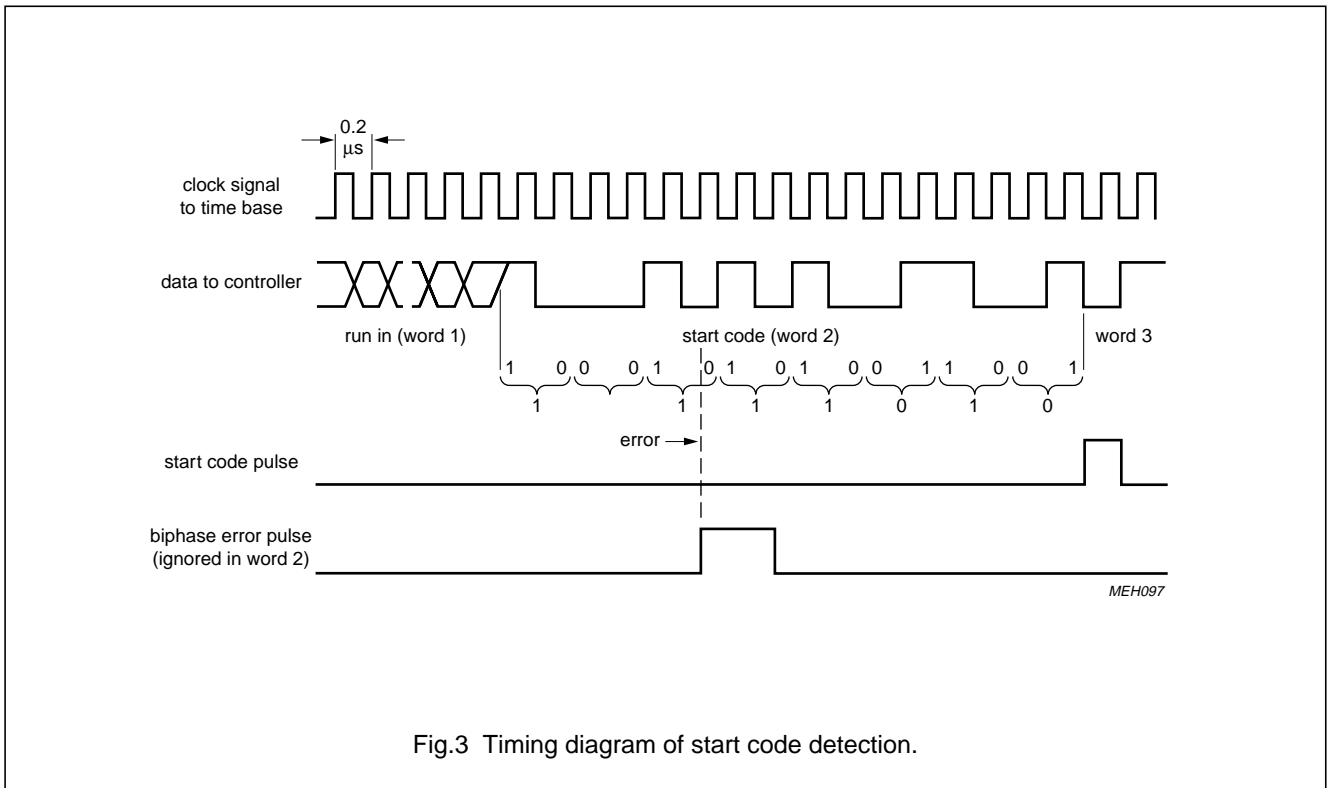 0.2
μs
clock signal
to time base
data to controller
run in (word 1)
start code (word 2)
word 3
1 0 0 0 1 0 1 0 1 0 0 1 1 0 0 1
1 1 1 1 0 1 0
error
start code pulse
biphase error pulse
(ignored in word 2)
MEH097
Fig.3 Timing diagram of start code detection.